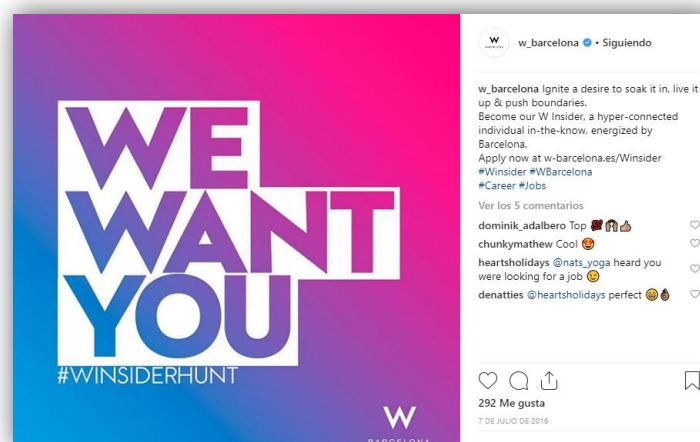 WE
WANT
YOU
#WINSIDERHUNT
W
BARCELONA
W
w_barcelona • Siguiendo
w_barcelona Ignite a desire to soak it in, live it
up & push boundaries.
Become our W Insider, a hyper-connected
individual in-the-know, energized by
Barcelona.
Apply now at w-barcelona.es/Winsider
#Winsider #WBarcelona
#Career #Jobs
Ver los 5 comentarios
dominik_adalbero Top 💯🙌👍
chunkymathew Cool 😍
heartsholidays @nats_yoga heard you
were looking for a job 😉
denatties @heartsholidays perfect 😄👌
292 Me gusta
7 DE JULIO DE 2016